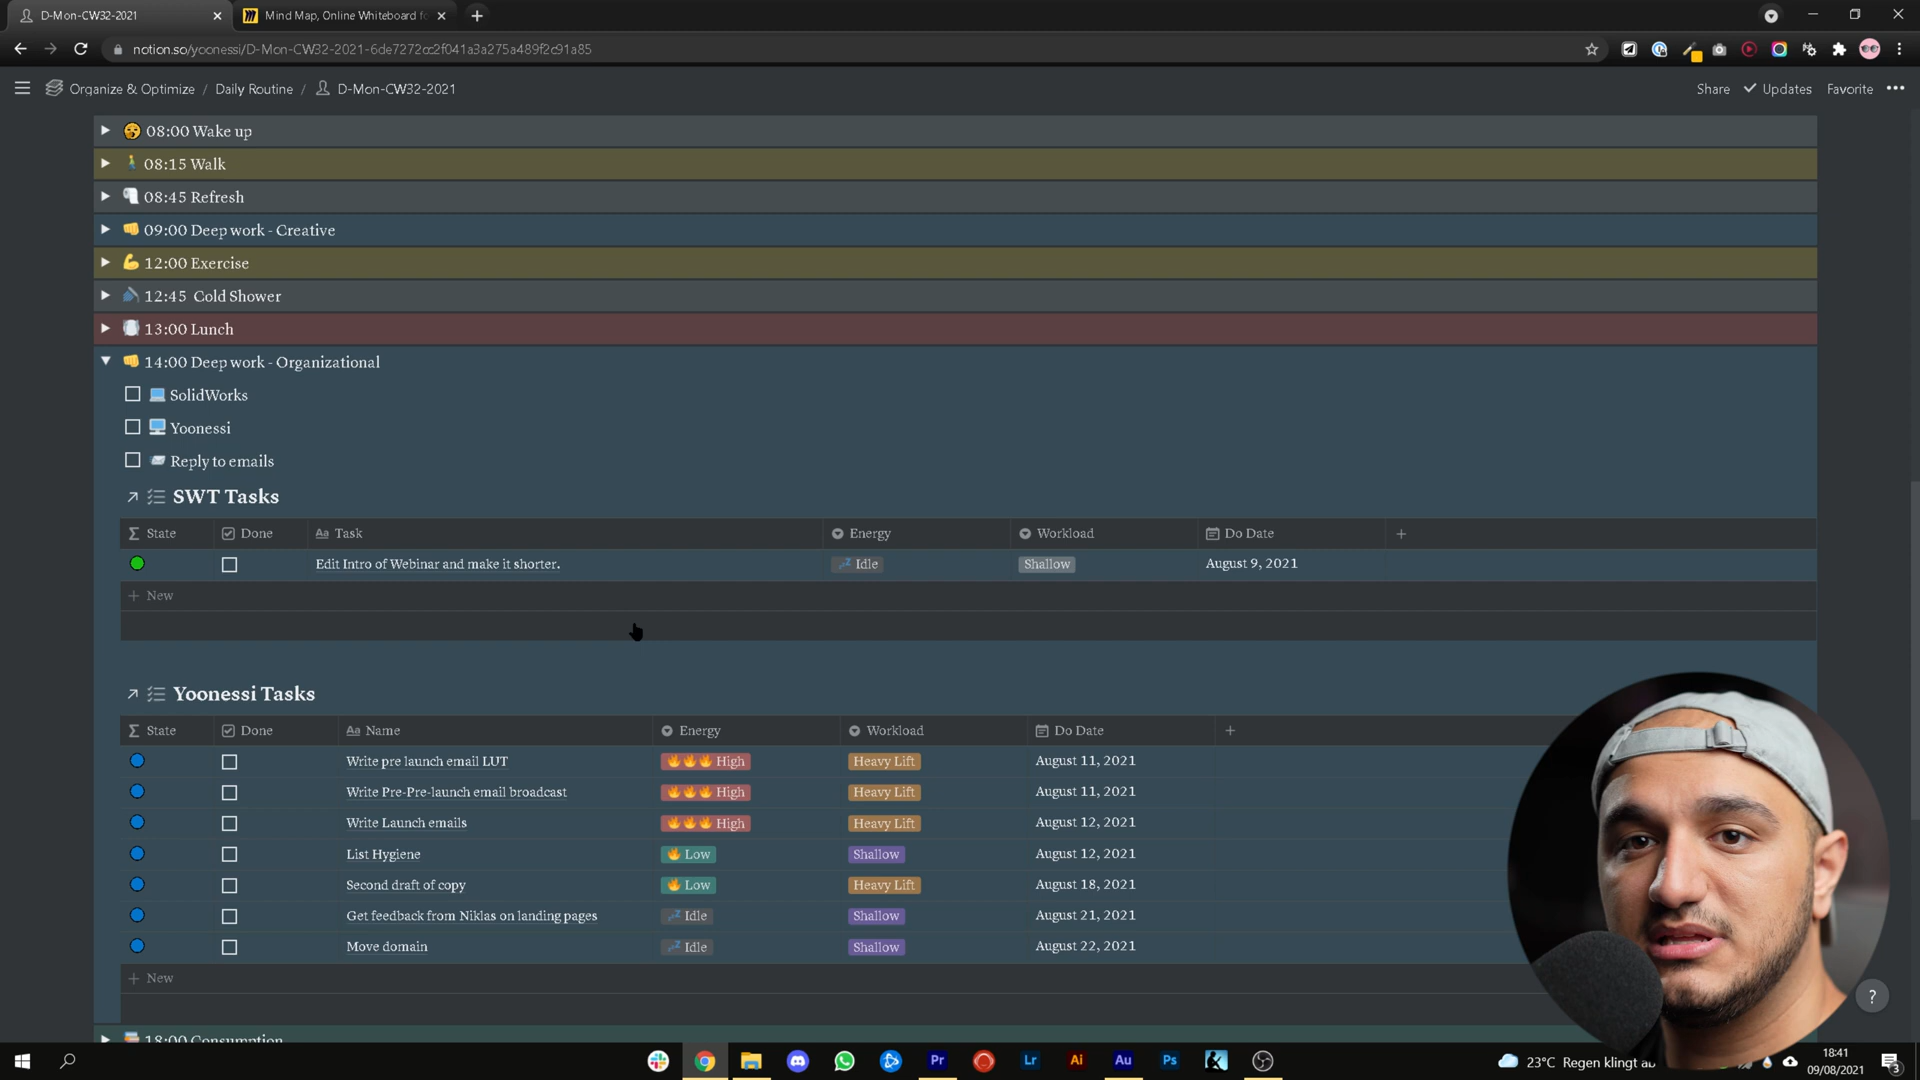 D-Mon-CW32-2021
Mind Map, Online Whiteboard fo
notion.so/yoonessi/D-Mon-CW32-2021-6de7272cc2f041a3a275a489f2c91a85
Organize & Optimize / Daily Routine / D-Mon-CW32-2021
Share Updates Favorite
08:00 Wake up
08:15 Walk
08:45 Refresh
09:00 Deep work - Creative
12:00 Exercise
12:45 Cold Shower
13:00 Lunch
14:00 Deep work - Organizational
SolidWorks
Yoonessi
Reply to emails
SWT Tasks
State Done Aa Task Energy Workload Do Date +
Edit Intro of Webinar and make it shorter. Idle Shallow August 9, 2021
+ New
Yoonessi Tasks
State Done Aa Name Energy Workload Do Date +
Write pre launch email LUT High Heavy Lift August 11, 2021
Write Pre-Pre-launch email broadcast High Heavy Lift August 11, 2021
Write Launch emails High Heavy Lift August 12, 2021
List Hygiene Low Shallow August 12, 2021
Second draft of copy Low Heavy Lift August 18, 2021
Get feedback from Niklas on landing pages Idle Shallow August 21, 2021
Move domain Idle Shallow August 22, 2021
+ New
?
18:00 Consumption
Pr Lr Ai Au Ps
23°C Regen klingt ab
18:41
09/08/2021
3